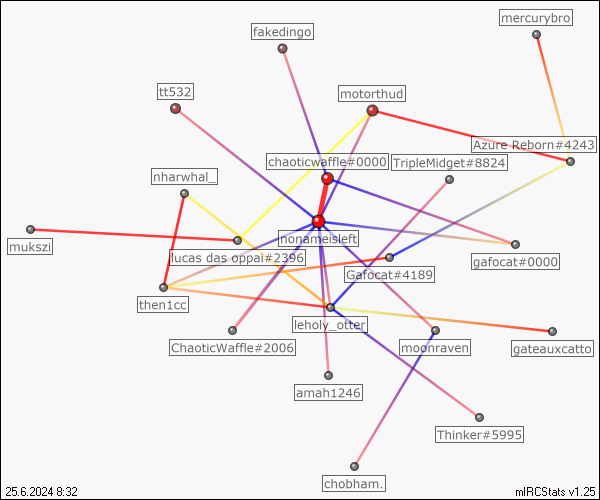 mercurybro
fakedingo
tt532
motorthud
Azure Reborn#4243
chaoticwaffle#0000
TripleMidget#8824
nharwhal_
nonameisleft
mukszi
lucas das oppai#2396
gafocat#0000
Gafocat#4189
then1cc
leholy_otter
ChaoticWaffle#2006
moonraven
gateauxcatto
amah1246
Thinker#5995
chobham.
25.6.2024 8:32
mIRCStats v1.25